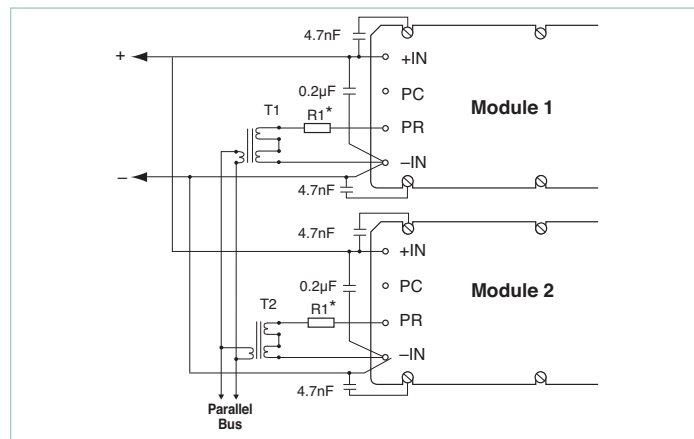 4.7nF
+
+IN
0.2µF
PC
Module 1
T1
R1*
PR
–IN
–
4.7nF
4.7nF
+IN
0.2µF
PC
Module 2
T2
R1*
PR
–IN
4.7nF
Parallel
Bus